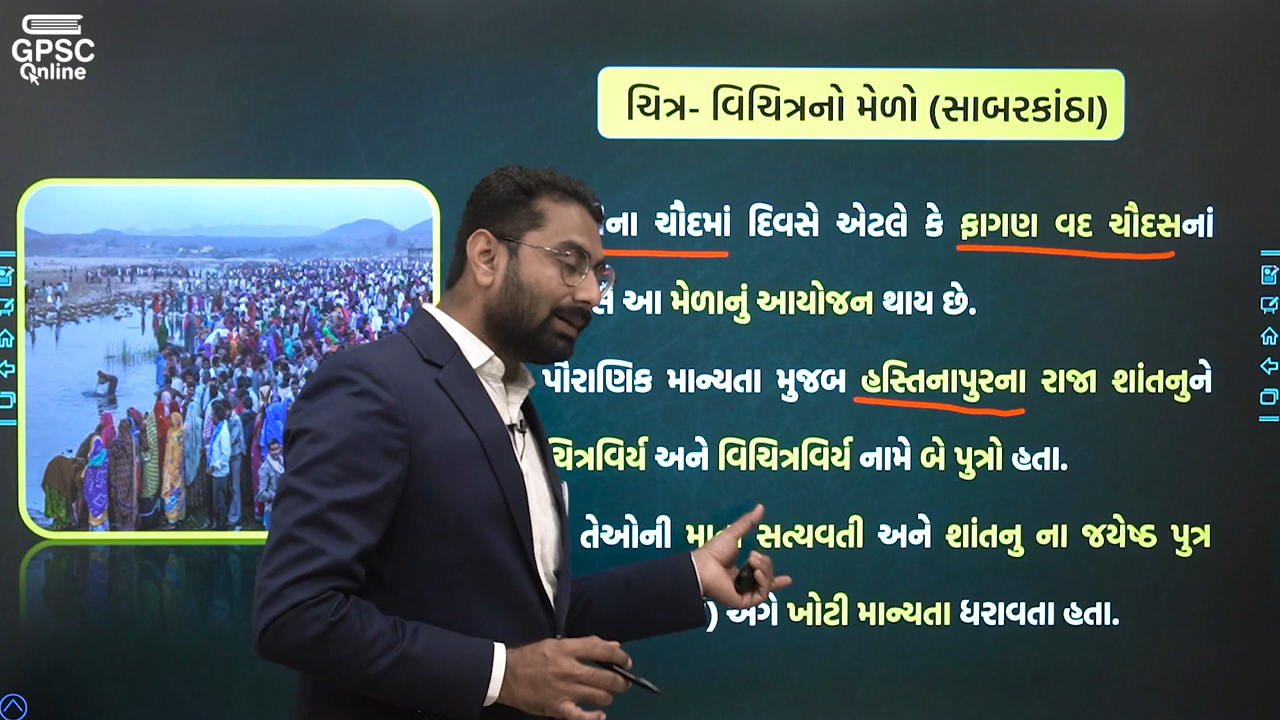 GPSC
Online
ચિત્ર- વિચિત્રનો મેળો (સાબરકાંઠા)
ચૌદમાં દિવસે એટલે કે ફાગણ વદ ચૌદસનાં
આ મેળાનું આયોજન થાય છે.
પૌરાણિક માન્યતા મુજબ હસ્તિનાપુરના રાજા શાંતનુને
ચિત્રવિર્ય અને વિચિત્રવિર્ય નામે બે પુત્રો હતા.
તેઓની સત્યવતી અને શાંતનુ ના જયેષ્ઠ પુત્ર
અંગે ખોટી માન્યતા ધરાવતા હતા.